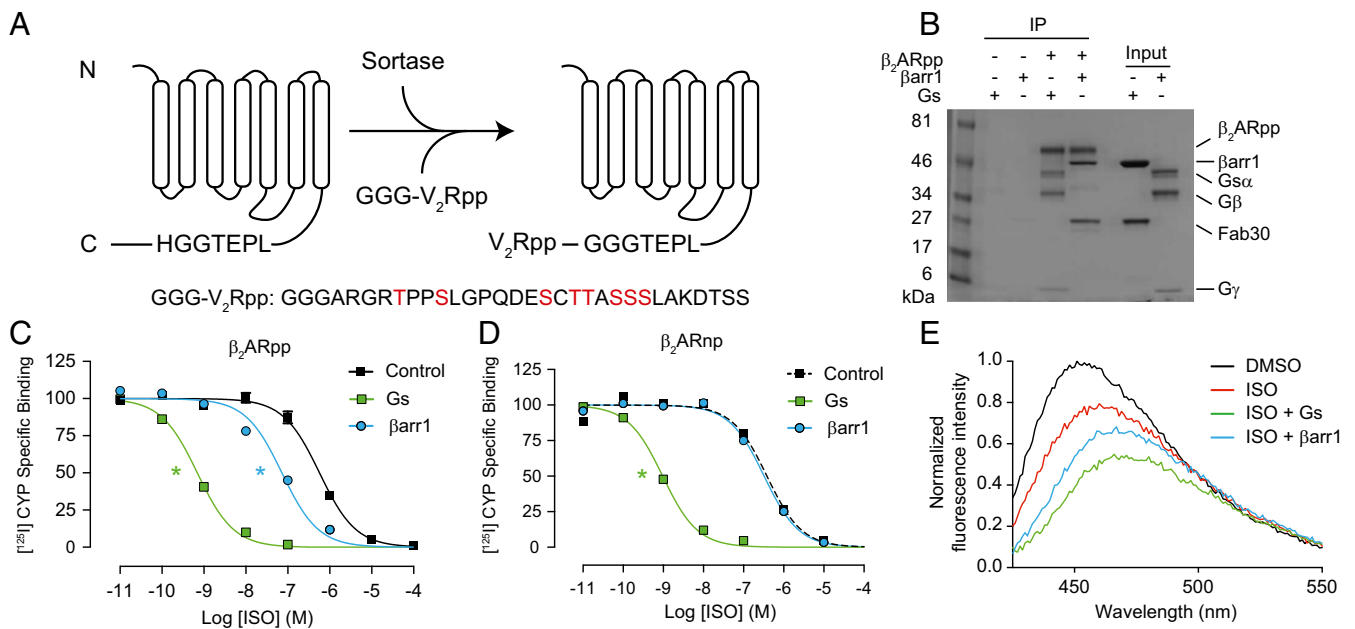 A
N
Sortase
GGG-V₂Rpp
C
HGGTEPL
V₂Rpp
GGGTEPL
GGG-V₂Rpp: GGGARGRTPPSLGPQDESCTTASSSLAKDTSS
B
IP
Input
β₂ARpp - - + +
βarr1 - + - + - +
Gs + - + - + -
81
46
34
27
17
6
kDa
β₂ARpp
βarr1
Gsα
Gβ
Fab30
Gγ
C
β₂ARpp
[¹²⁵I] CYP Specific Binding
125
100
75
50
25
0
Control
Gs
βarr1
*
*
-11 -10 -9 -8 -7 -6 -5 -4
Log [ISO] (M)
D
β₂ARnp
[¹²⁵I] CYP Specific Binding
125
100
75
50
25
0
Control
Gs
βarr1
*
-11 -10 -9 -8 -7 -6 -5 -4
Log [ISO] (M)
E
Normalized
fluorescence intensity
1.0
0.8
0.6
0.4
0.2
0
DMSO
ISO
ISO + Gs
ISO + βarr1
450 500 550
Wavelength (nm)